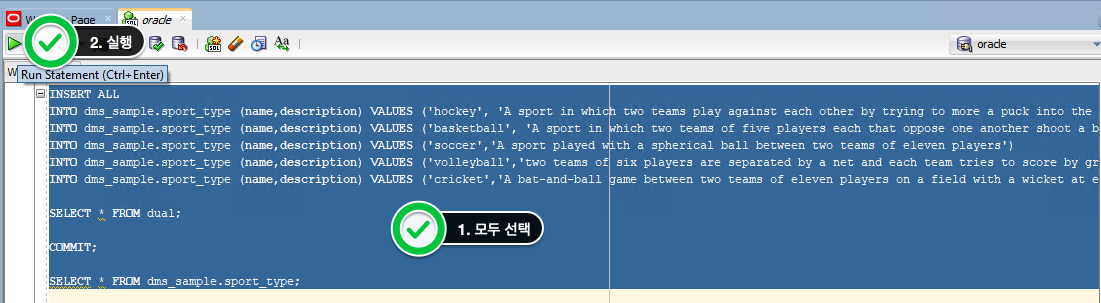 Page
oracle
2. 실행
oracle
Run Statement (Ctrl+Enter)
INSERT ALL
INTO dms_sample.sport_type (name,description) VALUES ('hockey', 'A sport in which two teams play against each other by trying to more a puck into the
INTO dms_sample.sport_type (name,description) VALUES ('basketball', 'A sport in which two teams of five players each that oppose one another shoot a b
INTO dms_sample.sport_type (name,description) VALUES ('soccer','A sport played with a spherical ball between two teams of eleven players')
INTO dms_sample.sport_type (name,description) VALUES ('volleyball','two teams of six players are separated by a net and each team tries to score by gr
INTO dms_sample.sport_type (name,description) VALUES ('cricket','A bat-and-ball game between two teams of eleven players on a field with a wicket at e
SELECT * FROM dual;
1. 모두 선택
COMMIT;
SELECT * FROM dms_sample.sport_type;